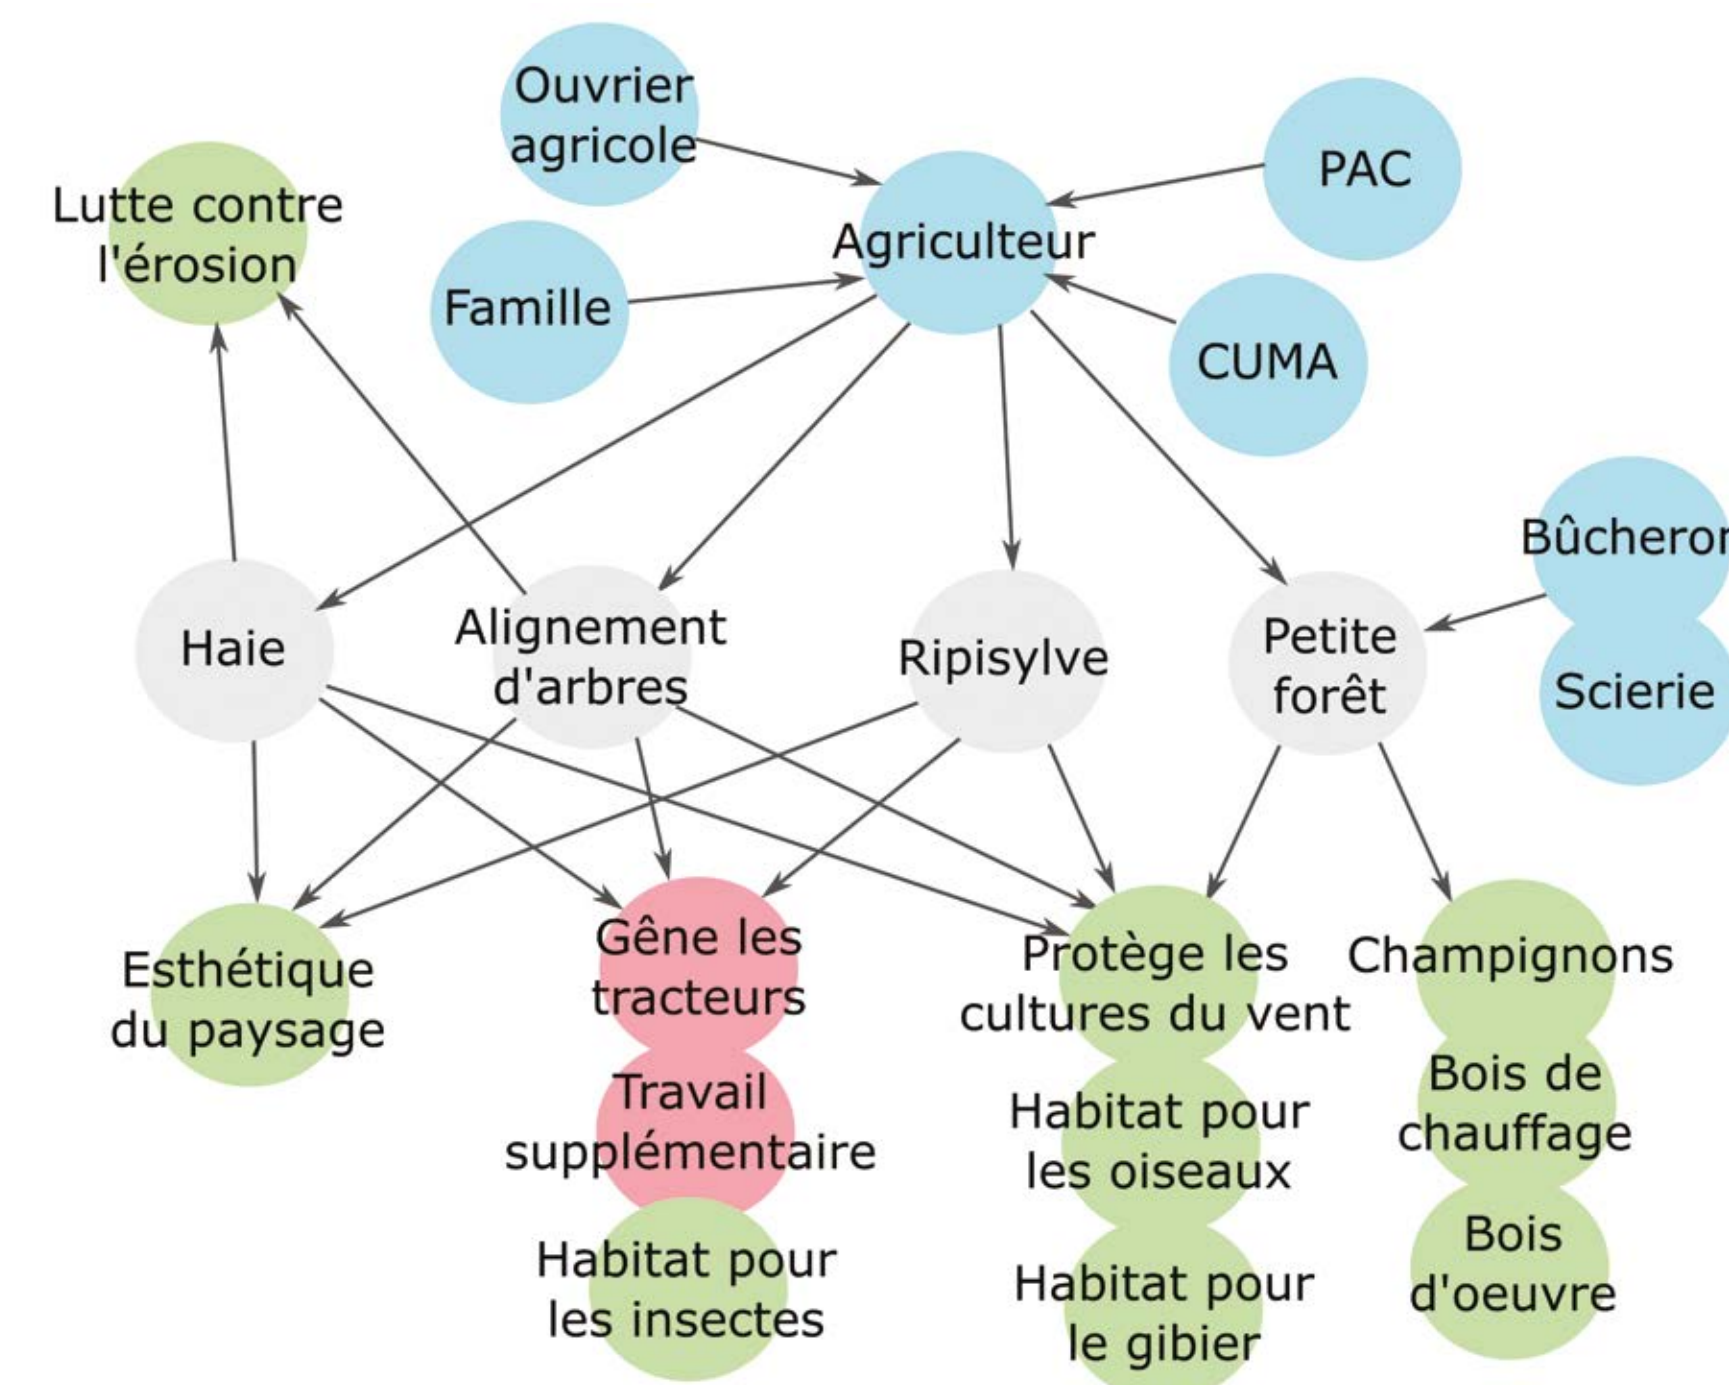 Ouvrier
agricole
PAC
Lutte contre
l'érosion
Agriculteur
Famille
CUMA
Bûcheron
Haie
Alignement
d'arbres
Ripisylve
Petite
forêt
Scierie
Esthétique
du paysage
Gêne les
tracteurs
Protège les
cultures du vent
Champignons
Travail
supplémentaire
Habitat pour
les oiseaux
Bois de
chauffage
Habitat pour
les insectes
Habitat pour
le gibier
Bois
d'oeuvre